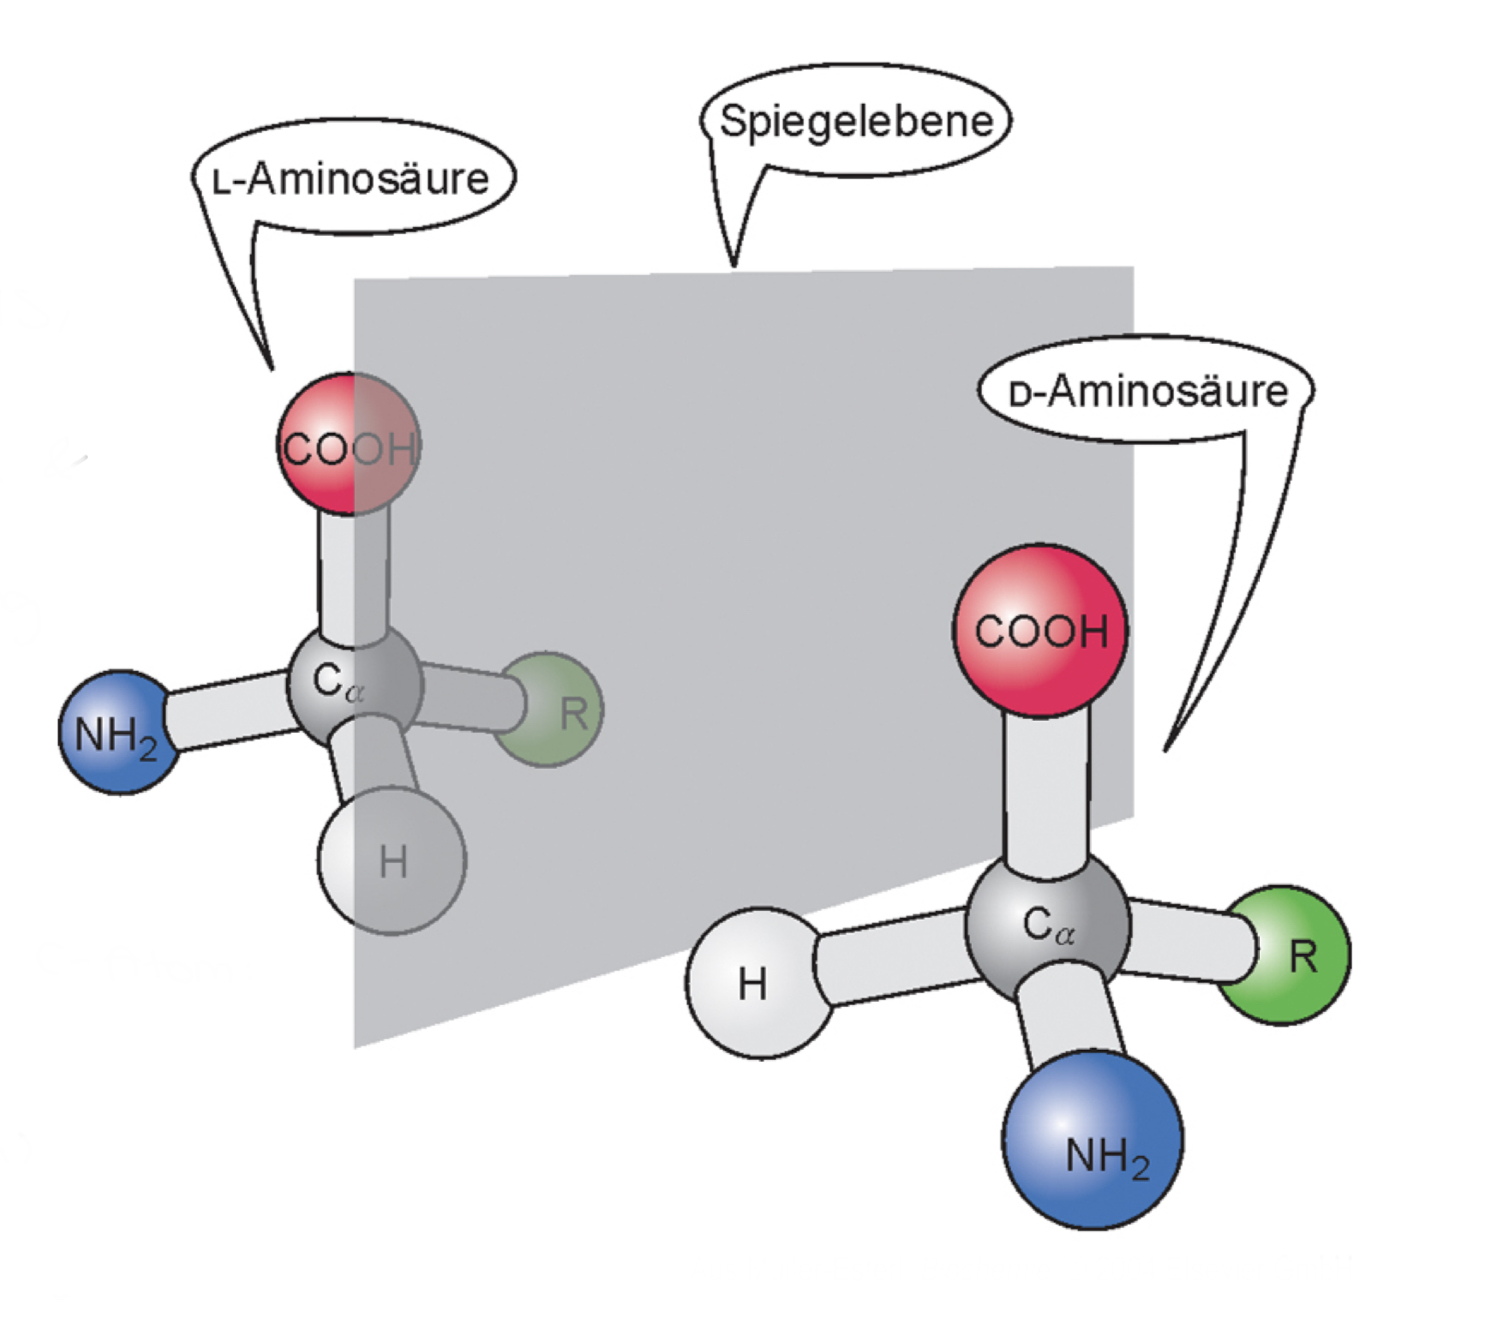 Spiegelebene
L-Aminosäure
D-Aminosäure
COOH
Cα
NH2
R
H
COOH
Cα
H
R
NH2